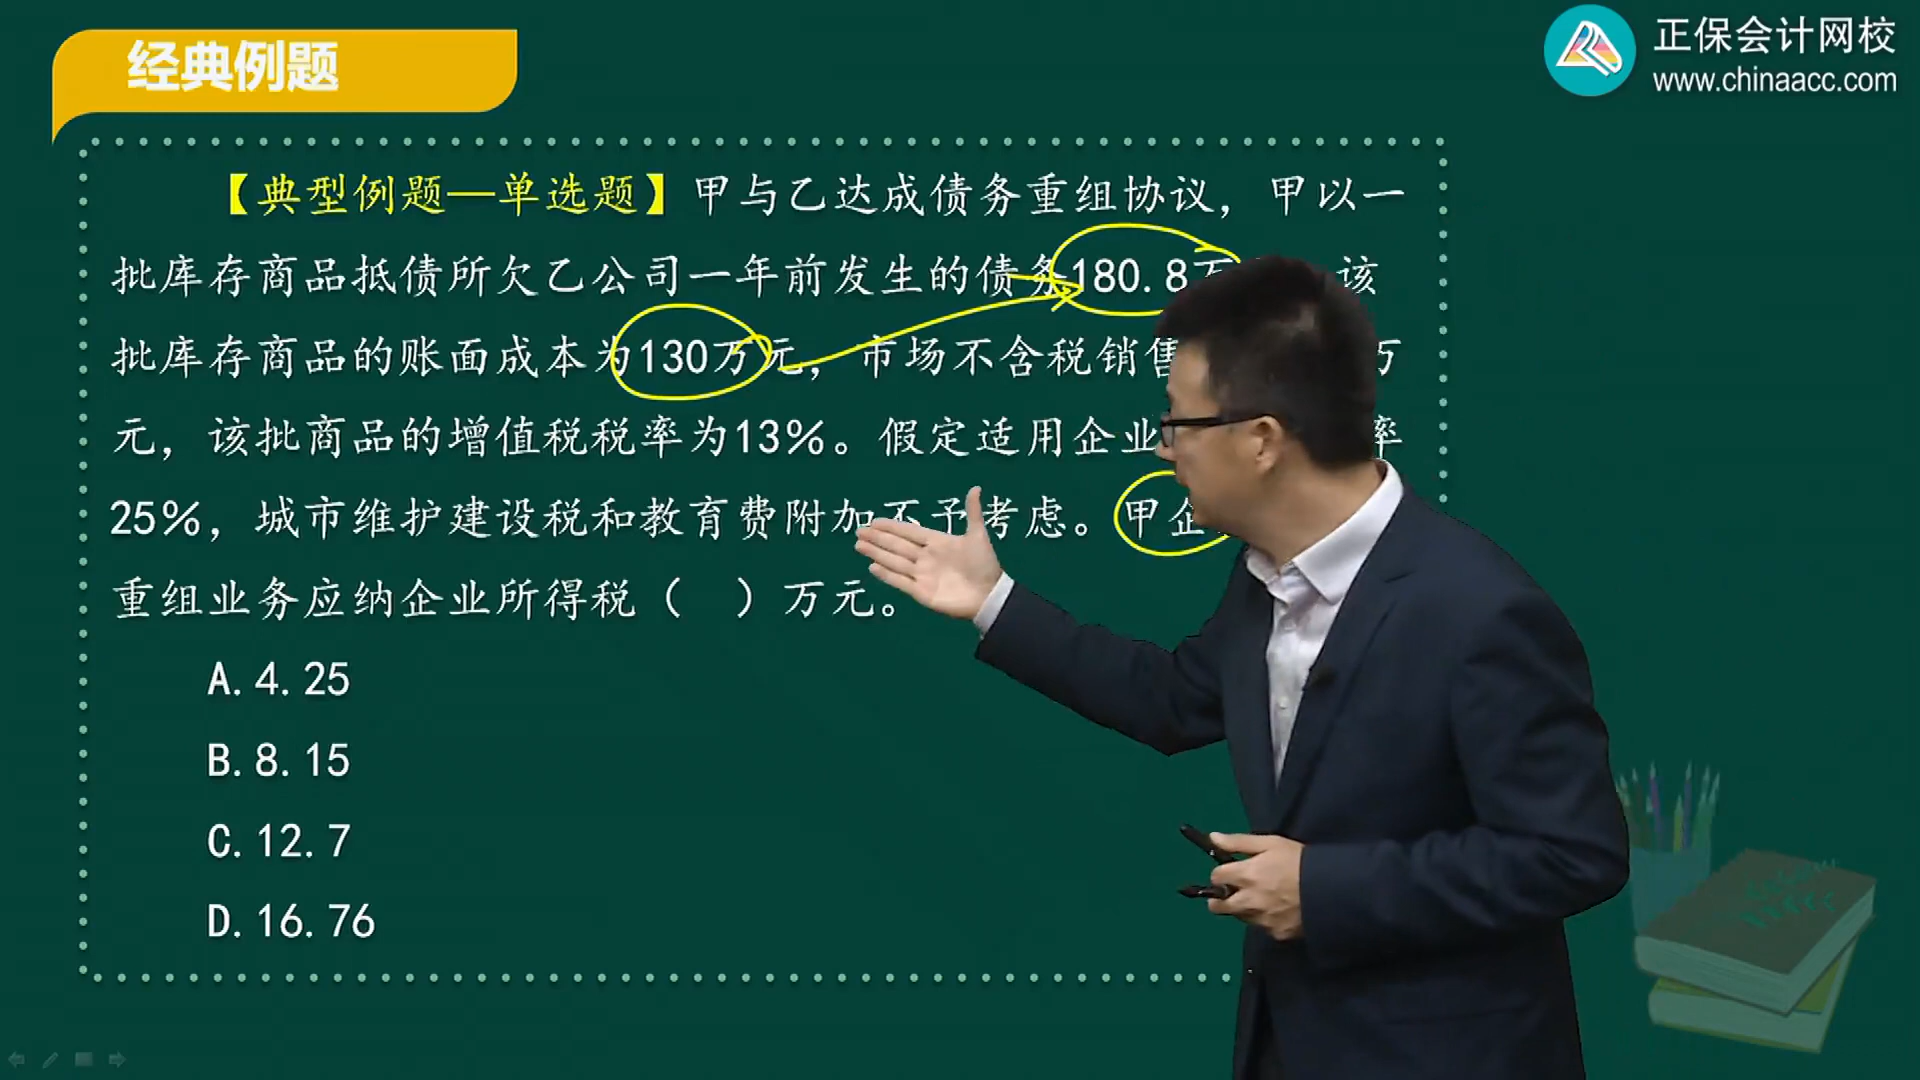 经典例题
正保会计网校
www.chinaacc.com
【典型例题—单选题】甲与乙达成债务重组协议，甲以一
批库存商品抵债所欠乙公司一年前发生的债务180.8万 该
批库存商品的账面成本为130万元，市场不含税销售 万
元，该批商品的增值税税率为13%。假定适用企业 率
25%，城市维护建设税和教育费附加不予考虑。甲企
重组业务应纳企业所得税（ ）万元。
A.4.25
B.8.15
C.12.7
D.16.76